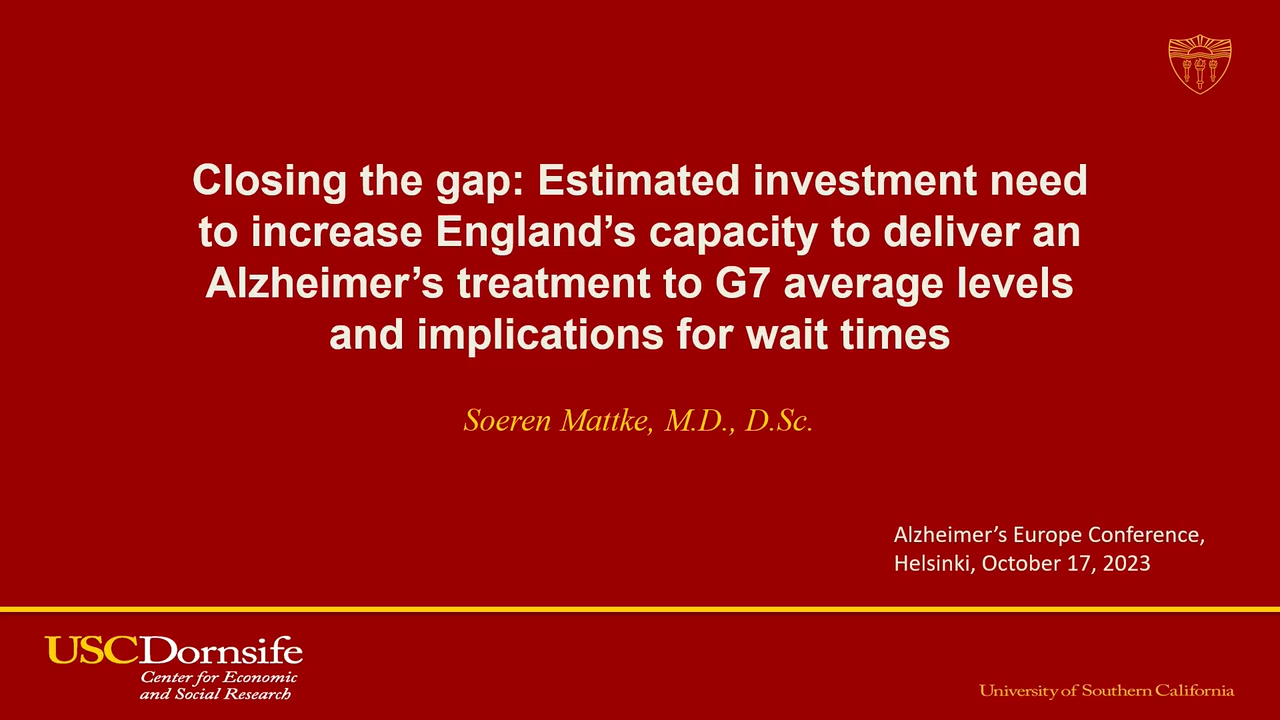 Closing the gap: Estimated investment need
to increase England’s capacity to deliver an
Alzheimer’s treatment to G7 average levels
and implications for wait times
Soeren Mattke, M.D., D.Sc.
Alzheimer’s Europe Conference,
Helsinki, October 17, 2023
USCDornsife
Center for Economic
and Social Research
University of Southern California